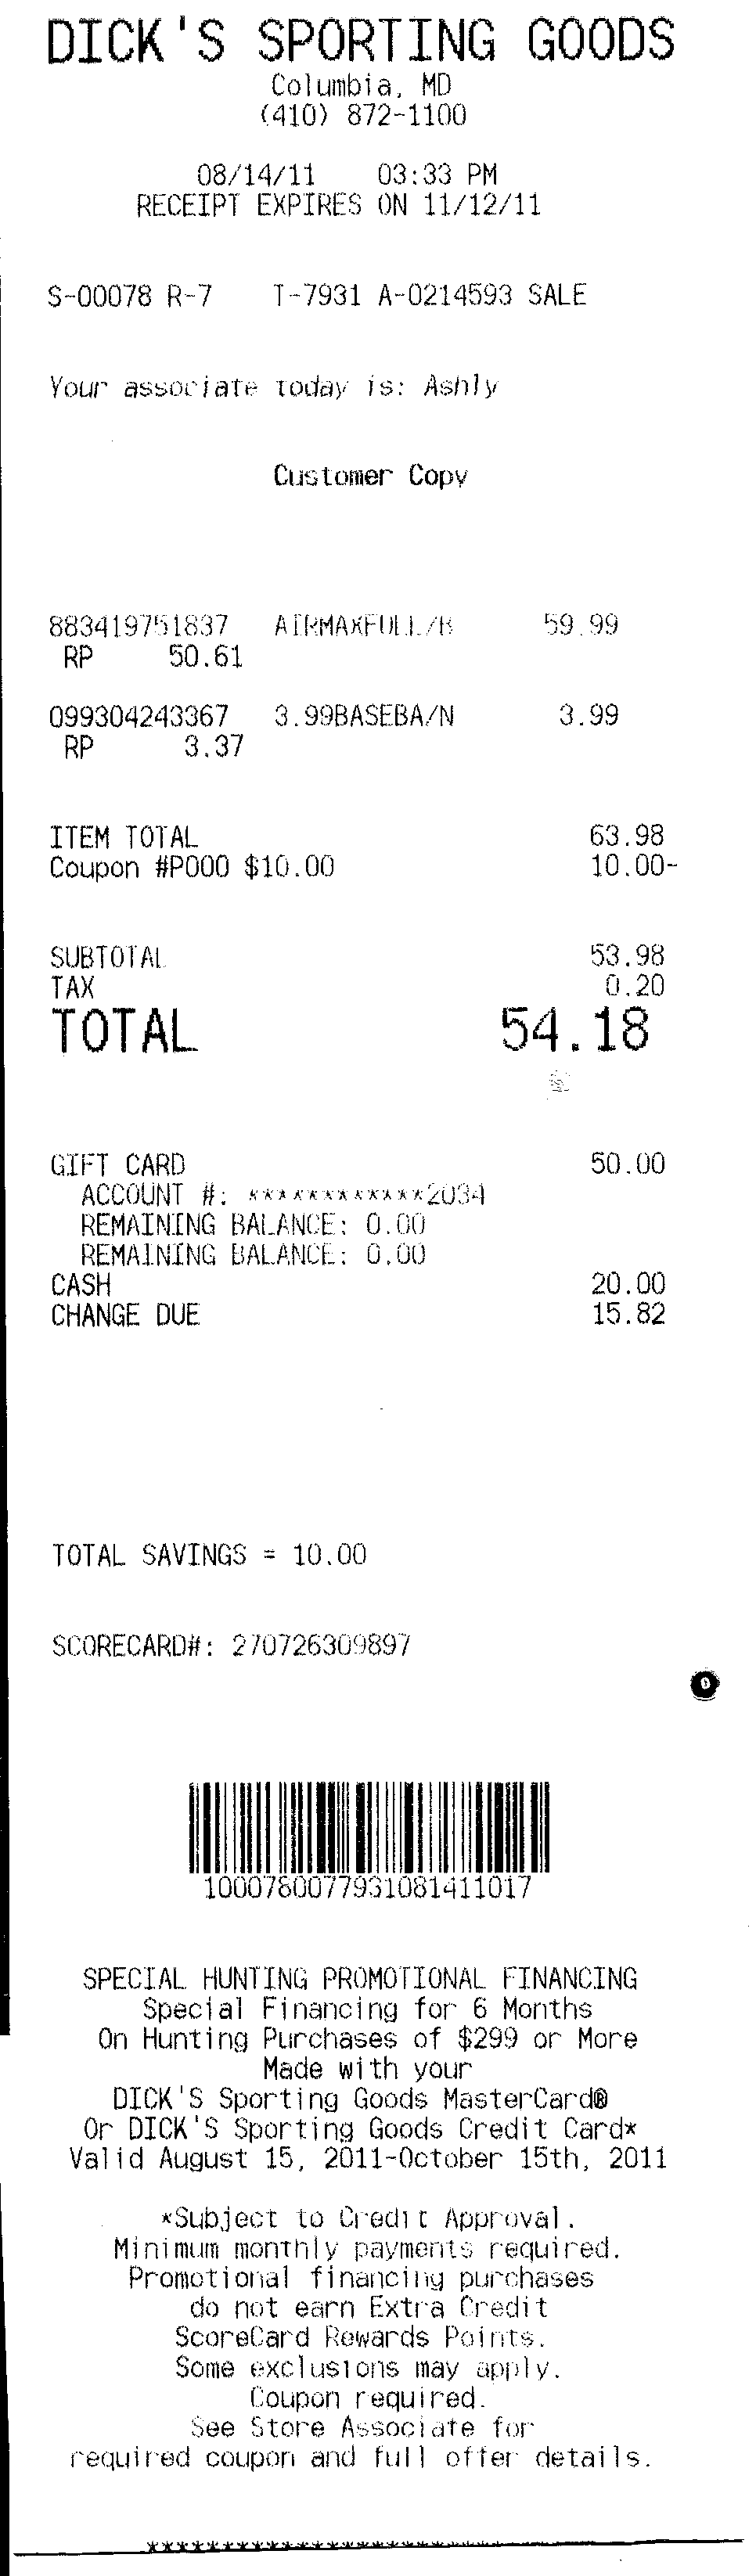 DICK'S SPORTING GOODS
Columbia, MD
(410) 872-1100
08/14/11 03:33 PM
RECEIPT EXPIRES ON 11/12/11
S-00078 R-7 T-7931 A-0214593 SALE
Your associate today is: Ashly
Customer Copy
883419751837 AIRMAXFULL/B 59.99
RP 50.61
099304243367 3.99BASEBA/N 3.99
RP 3.37
ITEM TOTAL 63.98
Coupon #P000 $10.00 10.00-
SUBTOTAL 53.98
TAX 0.20
TOTAL 54.18
GIFT CARD 50.00
ACCOUNT #: ************2034
REMAINING BALANCE: 0.00
REMAINING BALANCE: 0.00
CASH 20.00
CHANGE DUE 15.82
TOTAL SAVINGS = 10.00
SCORECARD#: 270726309897
1000780077931081411017
SPECIAL HUNTING PROMOTIONAL FINANCING
Special Financing for 6 Months
On Hunting Purchases of $299 or More
Made with your
DICK'S Sporting Goods MasterCard®
Or DICK'S Sporting Goods Credit Card*
Valid August 15, 2011-October 15th, 2011
*Subject to Credit Approval.
Minimum monthly payments required.
Promotional financing purchases
do not earn Extra Credit
ScoreCard Rewards Points.
Some exclusions may apply.
Coupon required.
See Store Associate for
required coupon and full offer details.